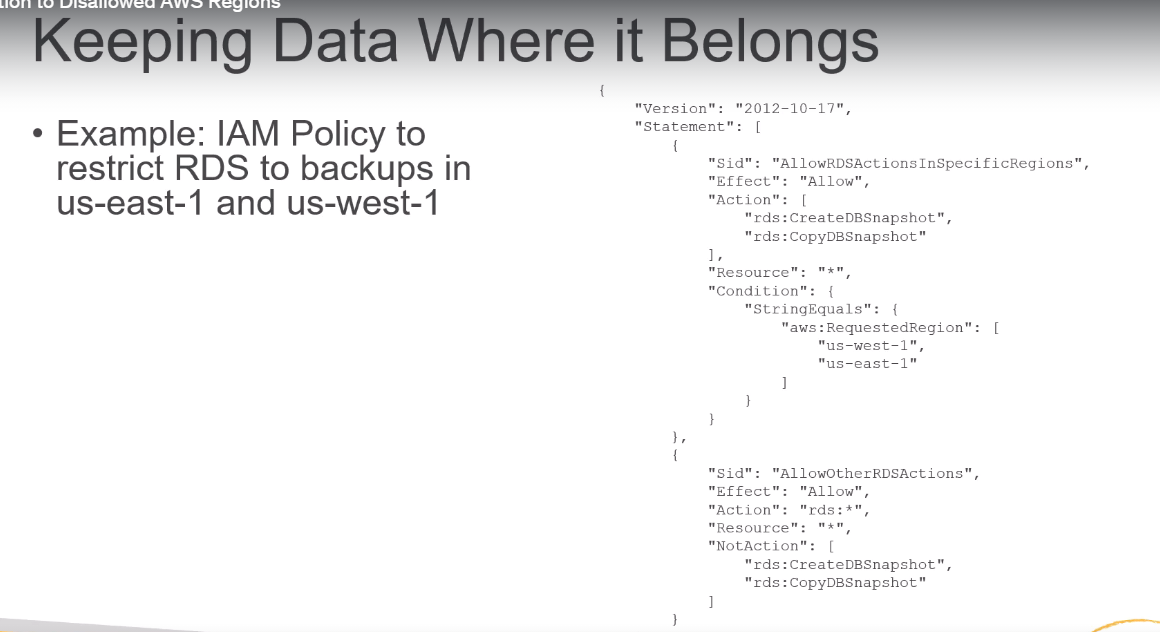 tion to Disallowed AWS Regions
Keeping Data Where it Belongs
• Example: IAM Policy to
restrict RDS to backups in
us-east-1 and us-west-1
{
    "Version": "2012-10-17",
    "Statement": [
        {
            "Sid": "AllowRDSActionsInSpecificRegions",
            "Effect": "Allow",
            "Action": [
                "rds:CreateDBSnapshot",
                "rds:CopyDBSnapshot"
            ],
            "Resource": "*",
            "Condition": {
                "StringEquals": {
                    "aws:RequestedRegion": [
                        "us-west-1",
                        "us-east-1"
                    ]
                }
            }
        },
        {
            "Sid": "AllowOtherRDSActions",
            "Effect": "Allow",
            "Action": "rds:*",
            "Resource": "*",
            "NotAction": [
                "rds:CreateDBSnapshot",
                "rds:CopyDBSnapshot"
            ]
        }